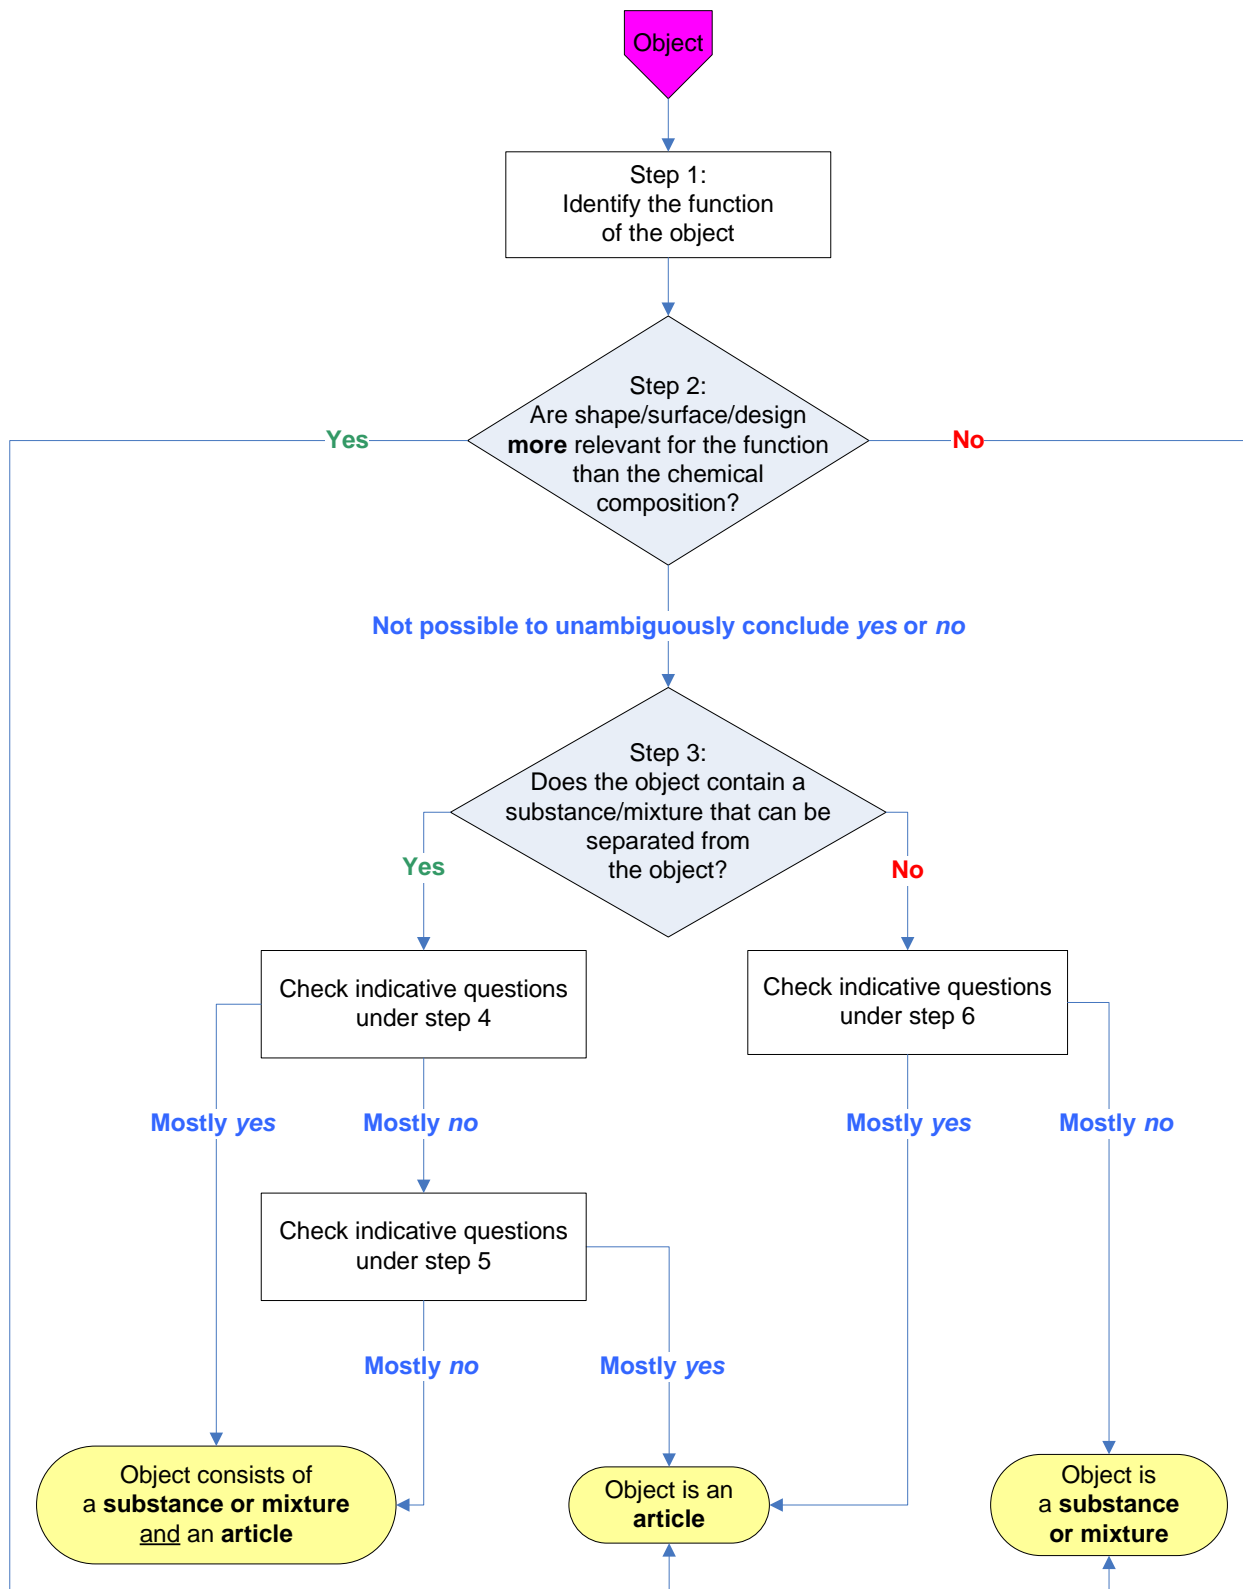 Object
Step 1:
Identify the function
of the object
Step 2:
Are shape/surface/design
more relevant for the function
than the chemical
composition?
Yes
No
Not possible to unambiguously conclude yes or no
Step 3:
Does the object contain a
substance/mixture that can be
separated from
the object?
Yes
No
Check indicative questions
under step 4
Check indicative questions
under step 6
Mostly yes
Mostly no
Mostly yes
Mostly no
Check indicative questions
under step 5
Mostly no
Mostly yes
Object consists of
a substance or mixture
and an article
Object is an
article
Object is
a substance
or mixture